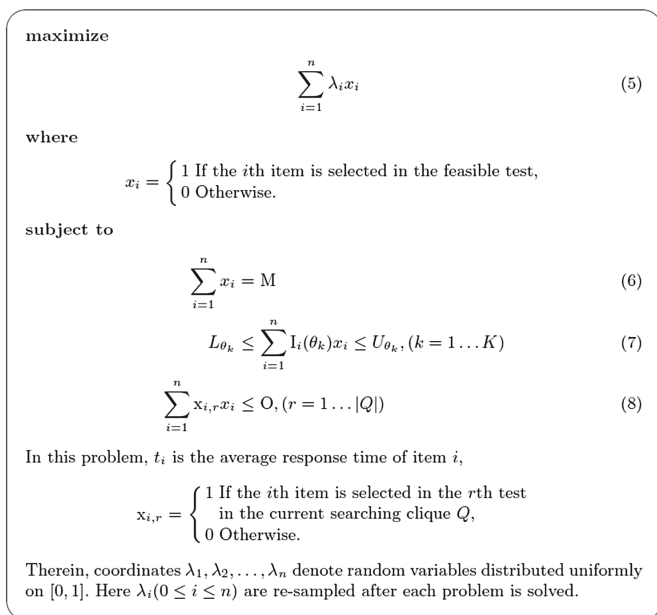 maximize
∑_{i=1}^{n} λ_i x_i (5)
where
x_i = { 1 If the ith item is selected in the feasible test,
0 Otherwise.
subject to
∑_{i=1}^{n} x_i = M (6)
L_{θ_k} ≤ ∑_{i=1}^{n} I_i(θ_k)x_i ≤ U_{θ_k}, (k = 1 . . . K) (7)
∑_{i=1}^{n} x_{i,r} x_i ≤ O, (r = 1 . . . |Q|) (8)
In this problem, t_i is the average response time of item i,
x_{i,r} = { 1 If the ith item is selected in the rth test
in the current searching clique Q,
0 Otherwise.
Therein, coordinates λ_1, λ_2, . . . , λ_n denote random variables distributed uniformly
on [0, 1]. Here λ_i(0 ≤ i ≤ n) are re-sampled after each problem is solved.